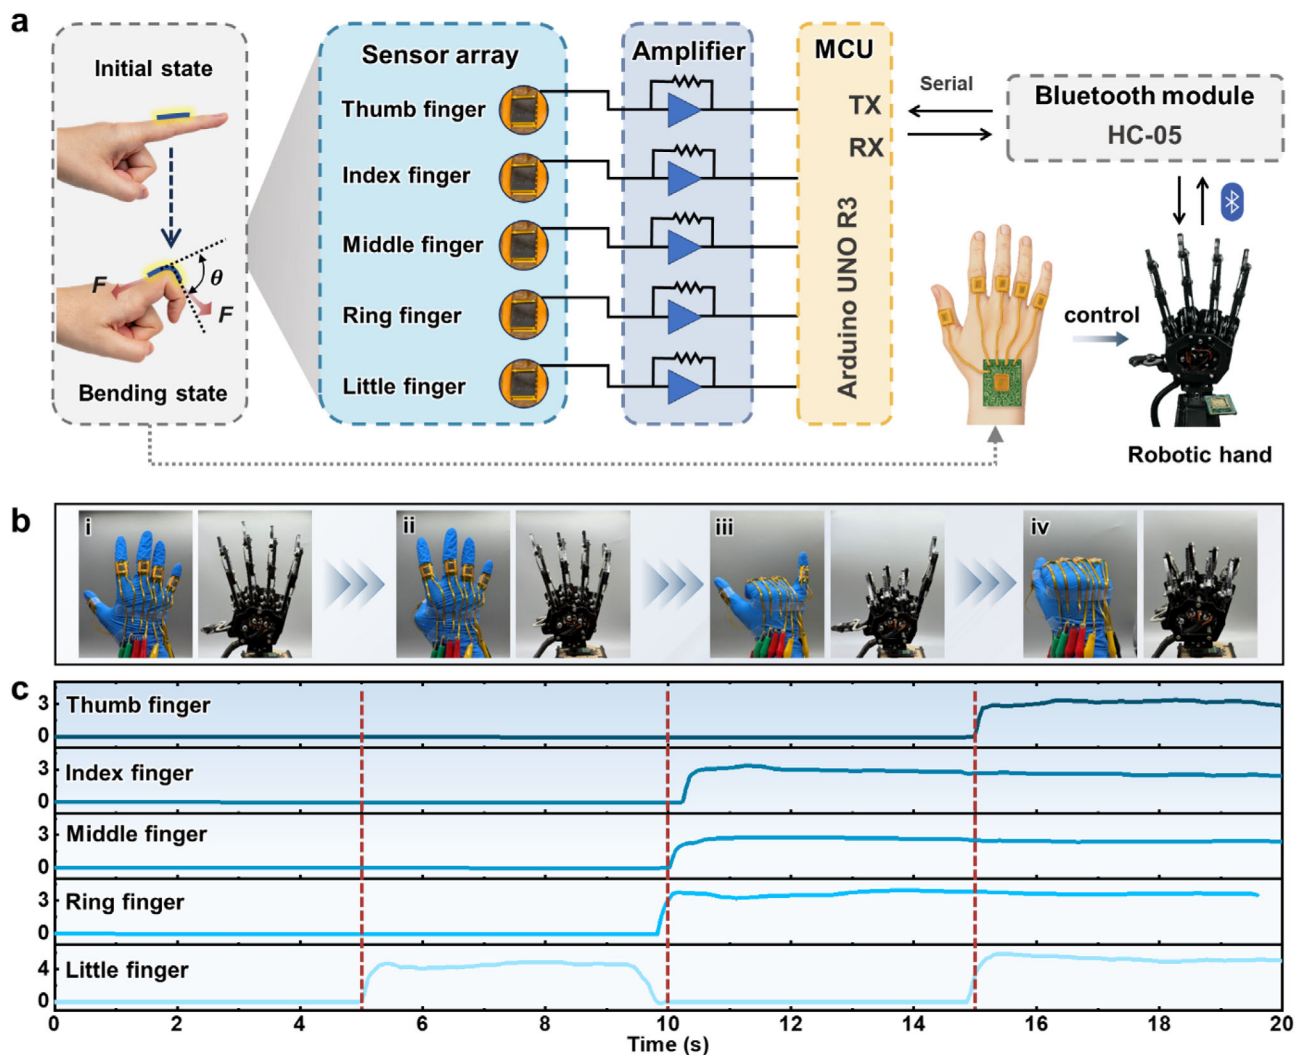 a
Initial state
F
θ
F
Bending state
Sensor array
Thumb finger
Index finger
Middle finger
Ring finger
Little finger
Amplifier
MCU
TX
RX
Arduino UNO R3
Serial
Bluetooth module
HC-05
control
Robotic hand
b
i
ii
iii
iv
c
Thumb finger
3
0
Index finger
3
0
Middle finger
3
0
Ring finger
3
0
Little finger
4
0
0 2 4 6 8 10 12 14 16 18 20
Time (s)